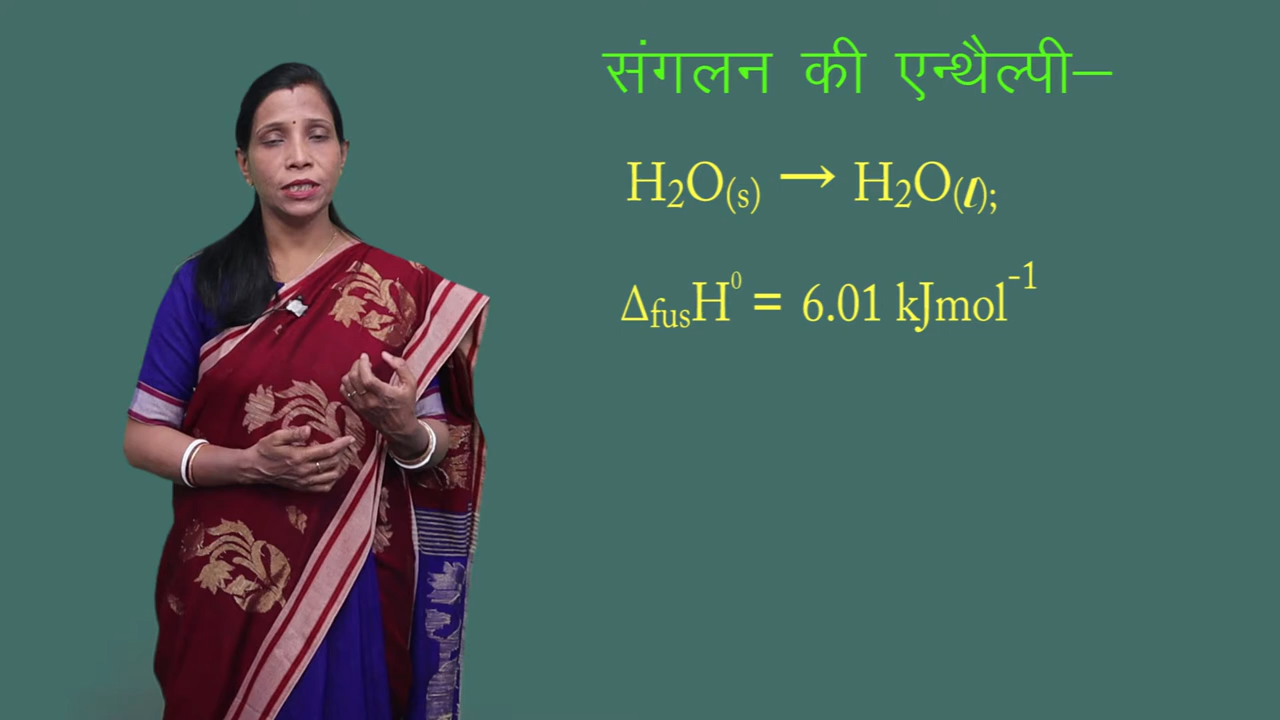 संगलन की एन्थैल्पी–
H₂O₍s₎ → H₂O₍l₎;
ΔfusH⁰ = 6.01 kJmol⁻¹